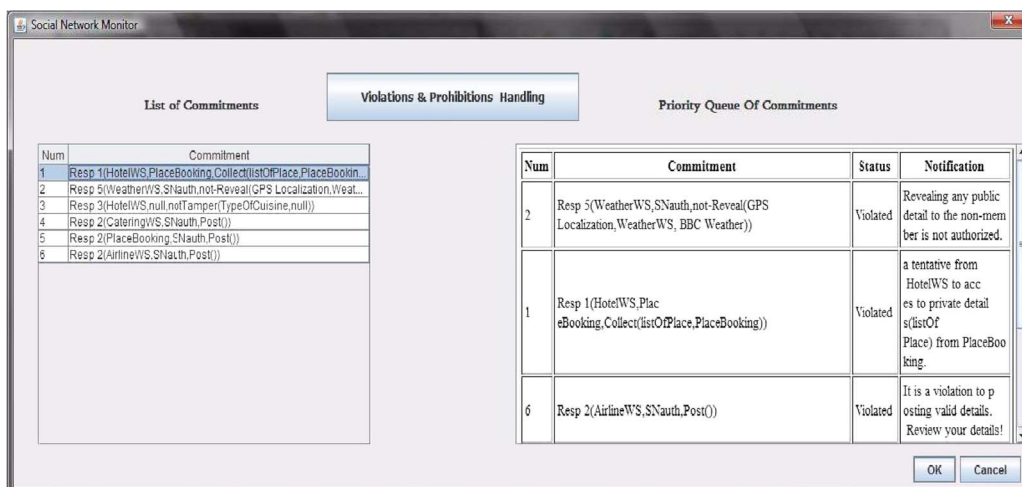 Social Network Monitor
List of Commitments
Violations & Prohibitions Handling
Priority Queue Of Commitments
Num Commitment
1 Resp 1(HotelWS,PlaceBooking,Collect(listOfPlace,PlaceBookin...
2 Resp 5(WeatherWS,SNauth,not-Reveal(GPS Localization,Weat...
3 Resp 3(HotelWS,null,notTamper(TypeOfCuisine,null))
4 Resp 2(CateringWS,SNauth,Post())
5 Resp 2(PlaceBooking,SNauth,Post())
6 Resp 2(AirlineWS,SNauth,Post())
Num Commitment Status Notification
2
Resp 5(WeatherWS,SNauth,not-Reveal(GPS
Localization,WeatherWS, BBC Weather))
Violated
Revealing any public
detail to the non-mem
ber is not authorized.
1
Resp 1(HotelWS,Plac
eBooking,Collect(listOfPlace,PlaceBooking))
Violated
a tentative from
HotelWS to acc
es to private detail
s(listOf
Place) from PlaceBoo
king.
6
Resp 2(AirlineWS,SNauth,Post())
Violated
It is a violation to p
osting valid details.
Review your details!
OK
Cancel